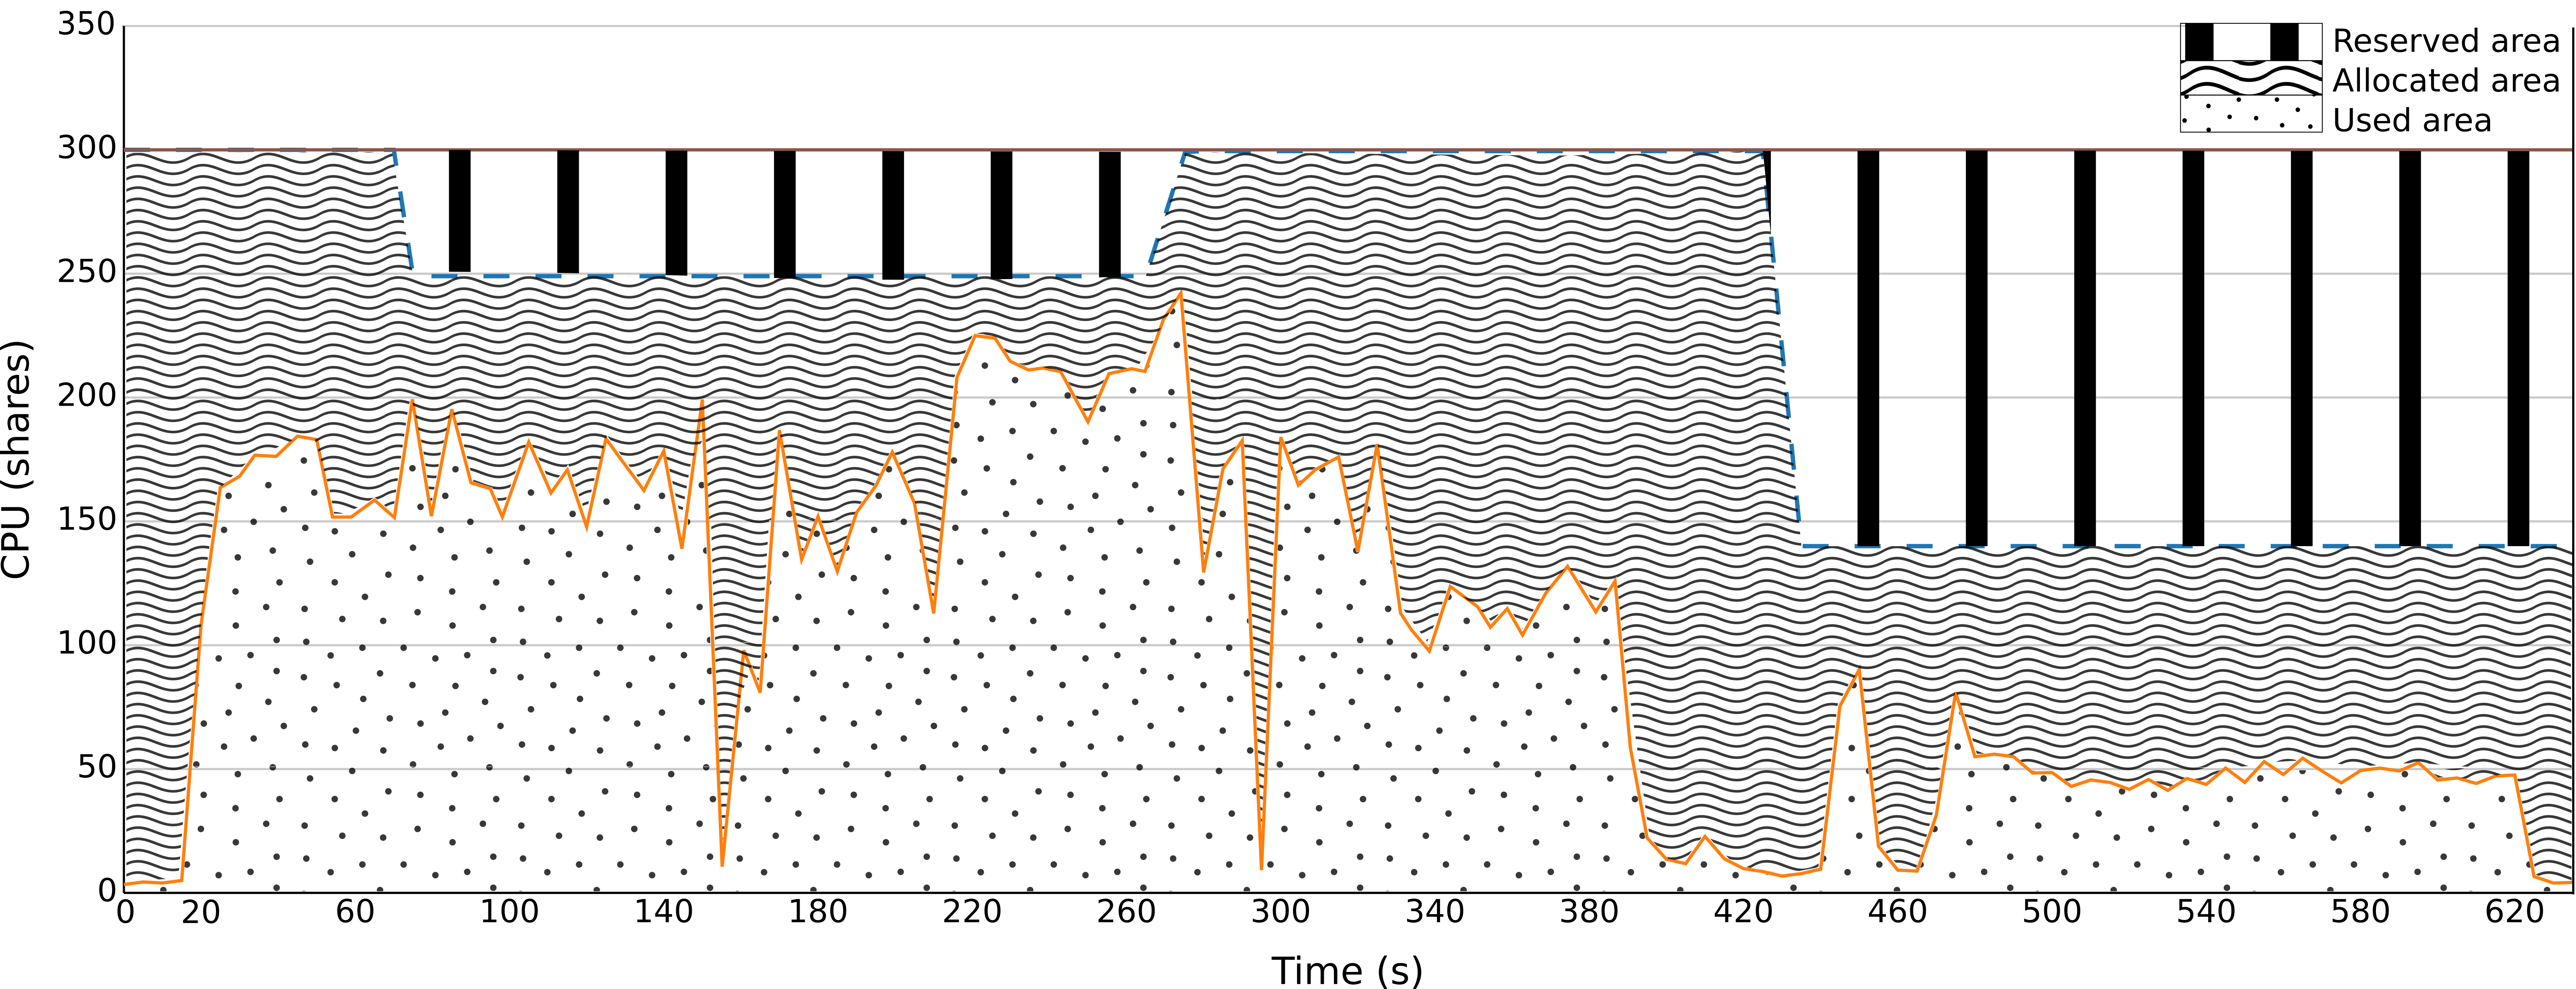 350
300
250
200
150
100
50
0
CPU (shares)
Reserved area
Allocated area
Used area
0 20 60 100 140 180 220 260 300 340 380 420 460 500 540 580 620
Time (s)